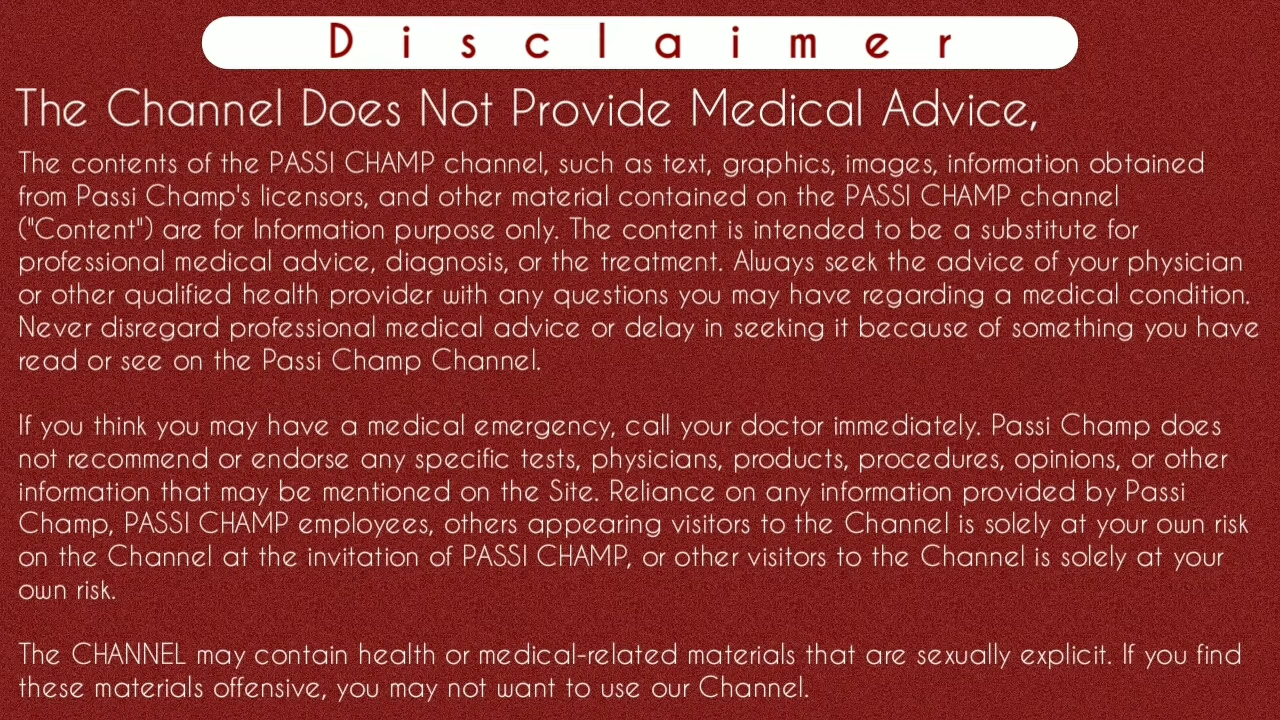 Disclaimer
The Channel Does Not Provide Medical Advice,
The contents of the PASSI CHAMP channel, such as text, graphics, images, information obtained
from Passi Champ's licensors, and other material contained on the PASSI CHAMP channel
("Content") are for Information purpose only. The content is intended to be a substitute for
professional medical advice, diagnosis, or the treatment. Always seek the advice of your physician
or other qualified health provider with any questions you may have regarding a medical condition.
Never disregard professional medical advice or delay in seeking it because of something you have
read or see on the Passi Champ Channel.
If you think you may have a medical emergency, call your doctor immediately. Passi Champ does
not recommend or endorse any specific tests, physicians, products, procedures, opinions, or other
information that may be mentioned on the Site. Reliance on any information provided by Passi
Champ, PASSI CHAMP employees, others appearing visitors to the Channel is solely at your own risk
on the Channel at the invitation of PASSI CHAMP, or other visitors to the Channel is solely at your
own risk.
The CHANNEL may contain health or medical-related materials that are sexually explicit. If you find
these materials offensive, you may not want to use our Channel.